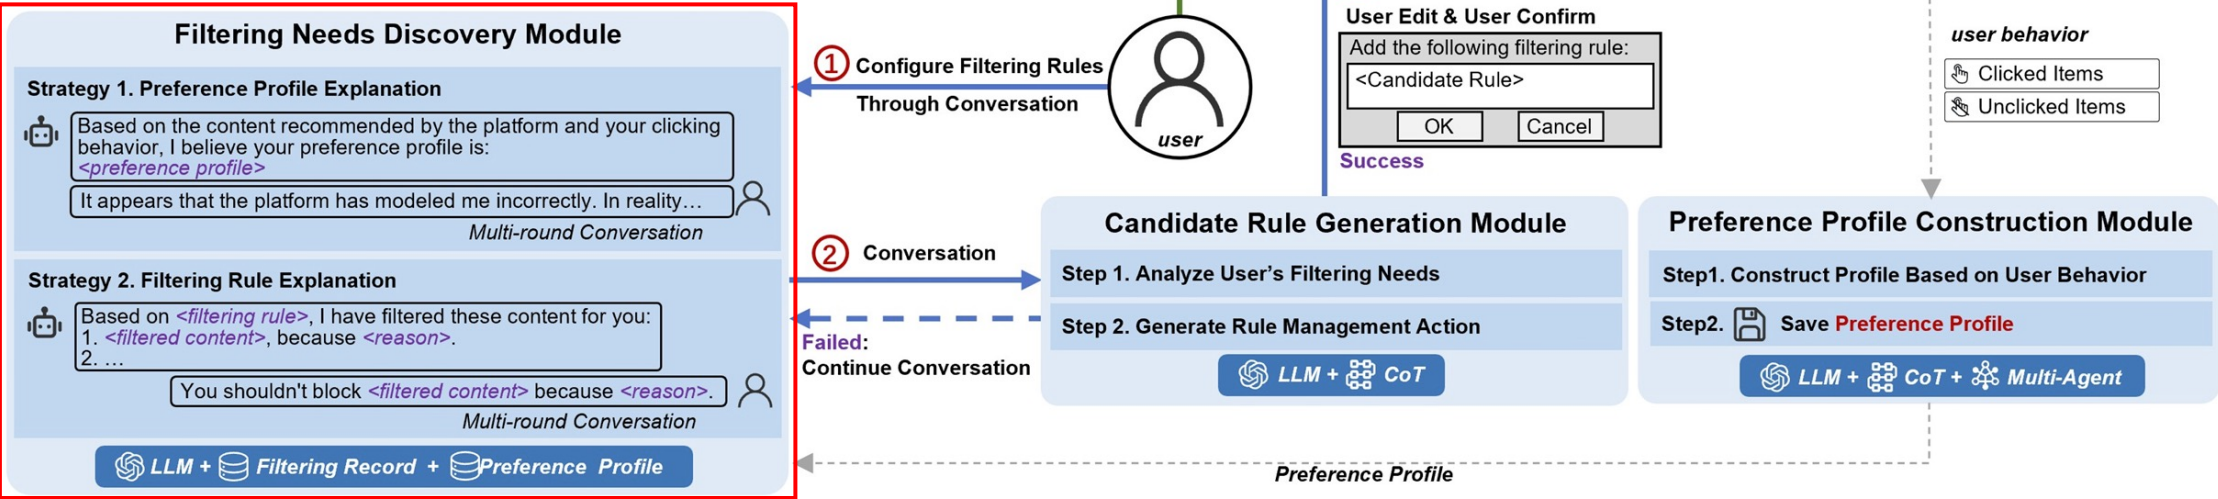 Filtering Needs Discovery Module
Strategy 1. Preference Profile Explanation
Based on the content recommended by the platform and your clicking
behavior, I believe your preference profile is:
<preference profile>
It appears that the platform has modeled me incorrectly. In reality…
Multi-round Conversation
Strategy 2. Filtering Rule Explanation
Based on <filtering rule>, I have filtered these content for you:
1. <filtered content>, because <reason>.
2. …
You shouldn't block <filtered content> because <reason>.
Multi-round Conversation
LLM + Filtering Record + Preference Profile
1 Configure Filtering Rules
Through Conversation
user
2 Conversation
Failed:
Continue Conversation
User Edit & User Confirm
Add the following filtering rule:
<Candidate Rule>
OK Cancel
Success
Candidate Rule Generation Module
Step 1. Analyze User’s Filtering Needs
Step 2. Generate Rule Management Action
LLM + CoT
user behavior
Clicked Items
Unclicked Items
Preference Profile Construction Module
Step1. Construct Profile Based on User Behavior
Step2. Save Preference Profile
LLM + CoT + Multi-Agent
Preference Profile